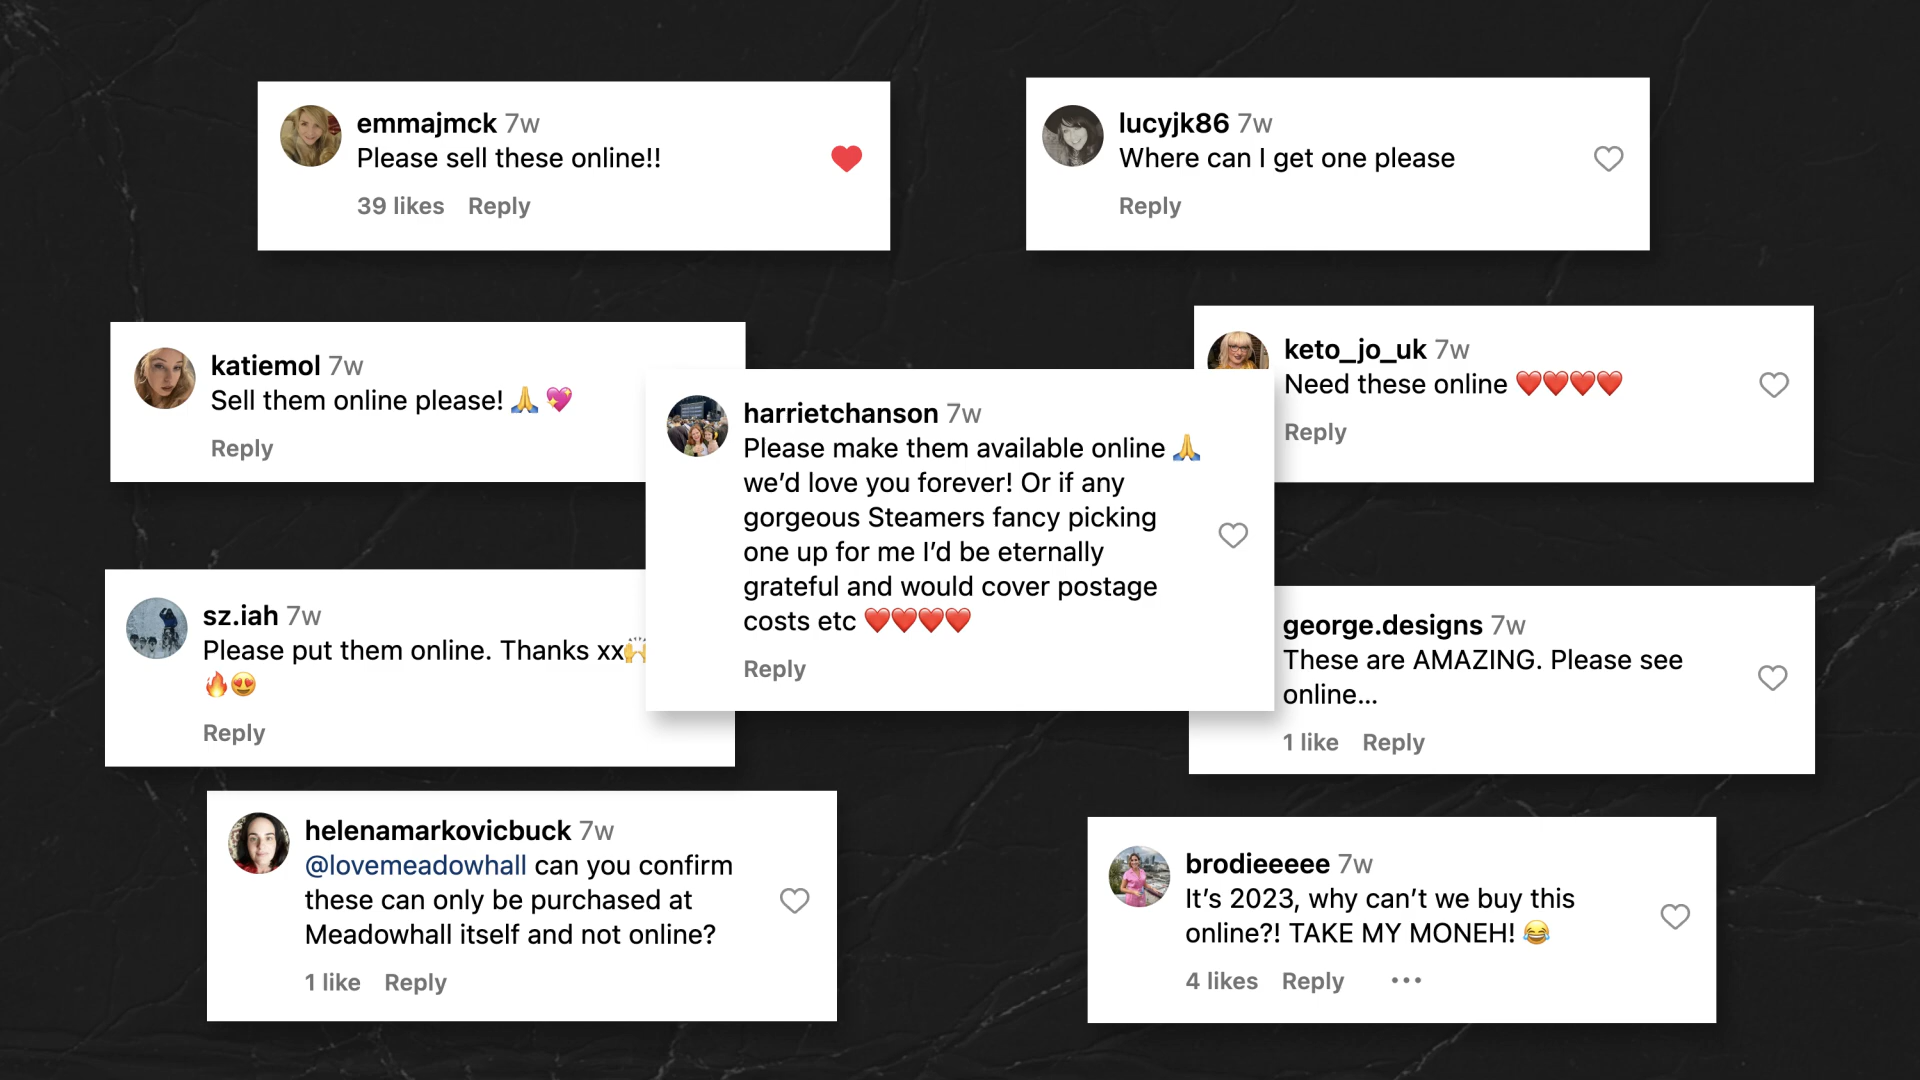 emmajmck 7w
Please sell these online!!
39 likes Reply
lucyjk86 7w
Where can I get one please
Reply
katiemol 7w
Sell them online please! 🙏 💖
Reply
keto_jo_uk 7w
Need these online ❤️❤️❤️❤️
Reply
harrietchanson 7w
Please make them available online 🙏
we’d love you forever! Or if any
gorgeous Steamers fancy picking
one up for me I’d be eternally
grateful and would cover postage
costs etc ❤️❤️❤️❤️
Reply
sz.iah 7w
Please put them online. Thanks xx🙌
🔥😍
Reply
george.designs 7w
These are AMAZING. Please see
online...
1 like Reply
helenamarkovicbuck 7w
@lovemeadowhall can you confirm
these can only be purchased at
Meadowhall itself and not online?
1 like Reply
brodieeeee 7w
It’s 2023, why can’t we buy this
online?! TAKE MY MONEH! 😂
4 likes Reply •••